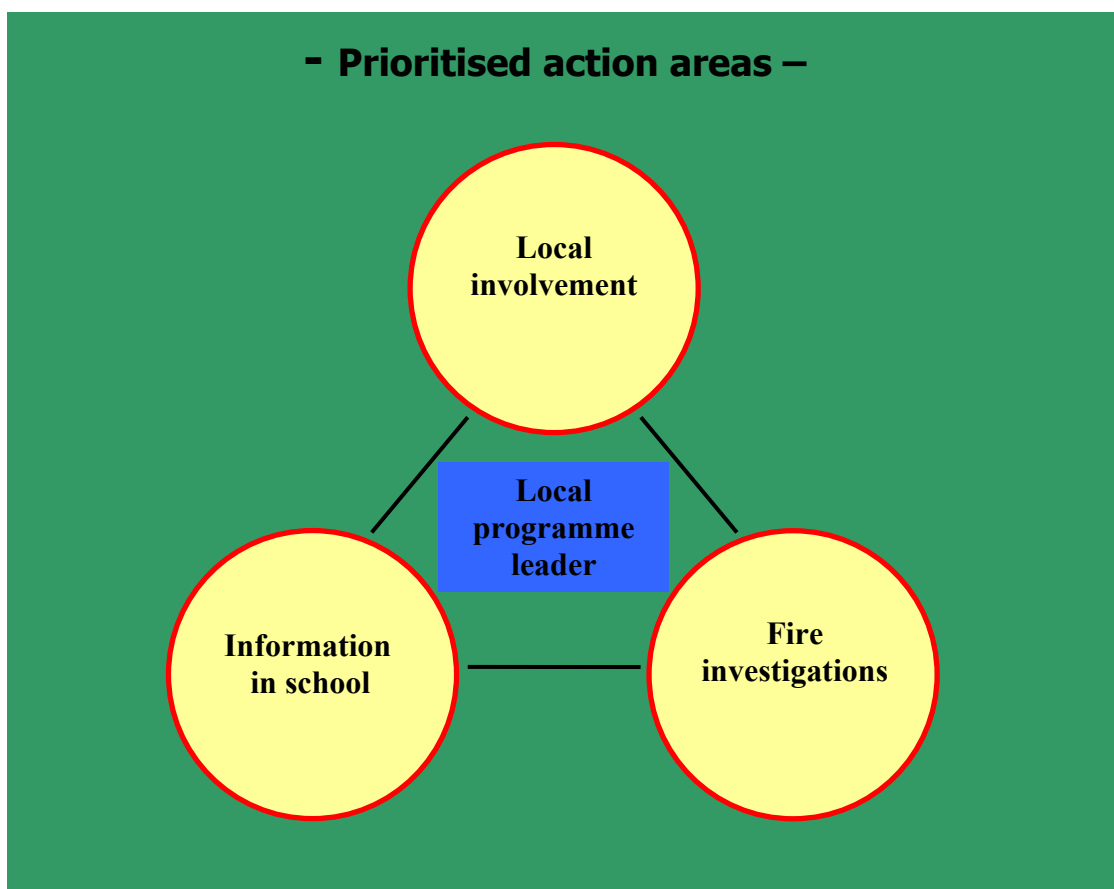 - Prioritised action areas –
Local
involvement
Local
programme
leader
Information
in school
Fire
investigations